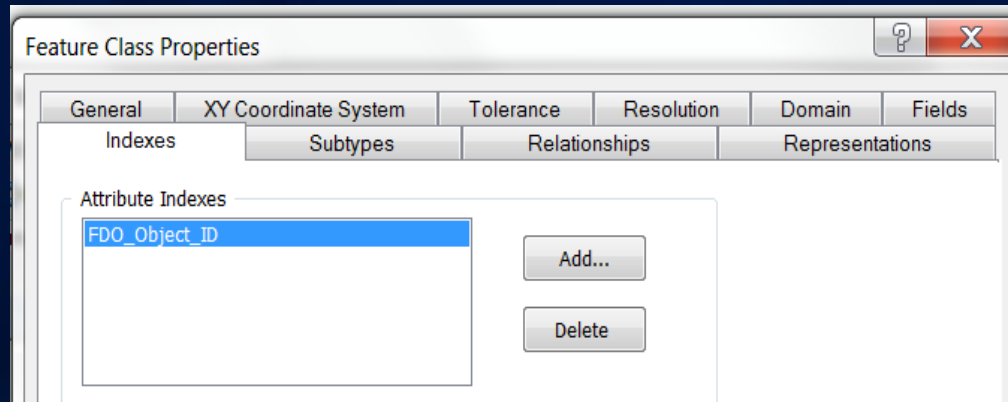 Feature Class Properties
General XY Coordinate System Tolerance Resolution Domain Fields
Indexes Subtypes Relationships Representations
Attribute Indexes
FDO_Object_ID
Add...
Delete